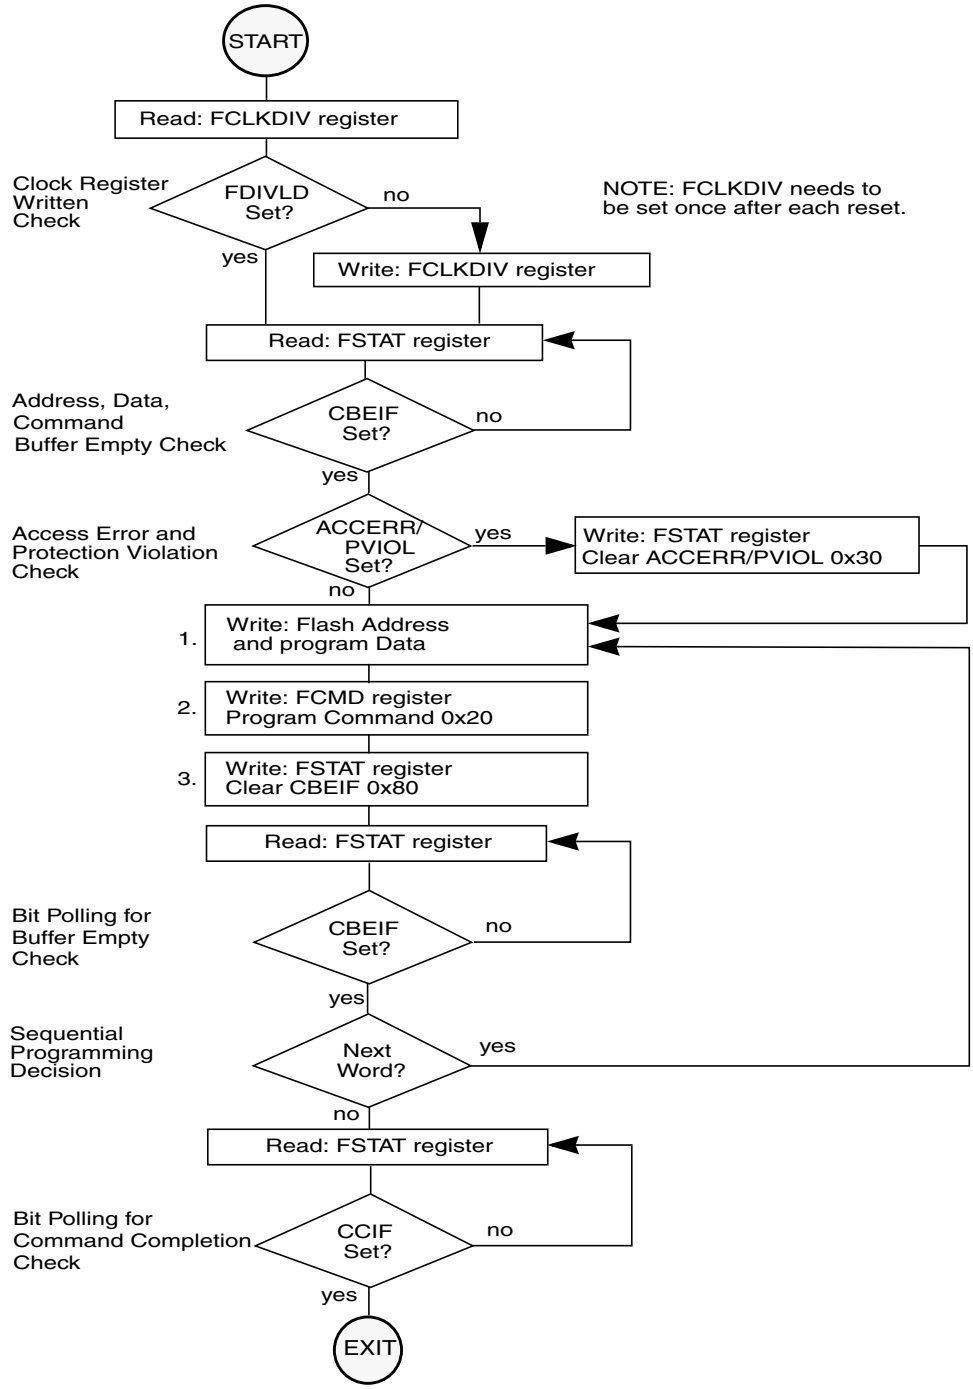 START
Read: FCLKDIV register
Clock Register
Written
Check
FDIVLD
Set?
no
NOTE: FCLKDIV needs to
be set once after each reset.
yes
Write: FCLKDIV register
Read: FSTAT register
Address, Data,
Command
Buffer Empty Check
CBEIF
Set?
no
yes
Access Error and
Protection Violation
Check
ACCERR/
PVIOL
Set?
yes
Write: FSTAT register
Clear ACCERR/PVIOL 0x30
no
1.
Write: Flash Address
and program Data
2.
Write: FCMD register
Program Command 0x20
3.
Write: FSTAT register
Clear CBEIF 0x80
Read: FSTAT register
Bit Polling for
Buffer Empty
Check
CBEIF
Set?
no
yes
Sequential
Programming
Decision
Next
Word?
yes
no
Read: FSTAT register
Bit Polling for
Command Completion
Check
CCIF
Set?
no
yes
EXIT